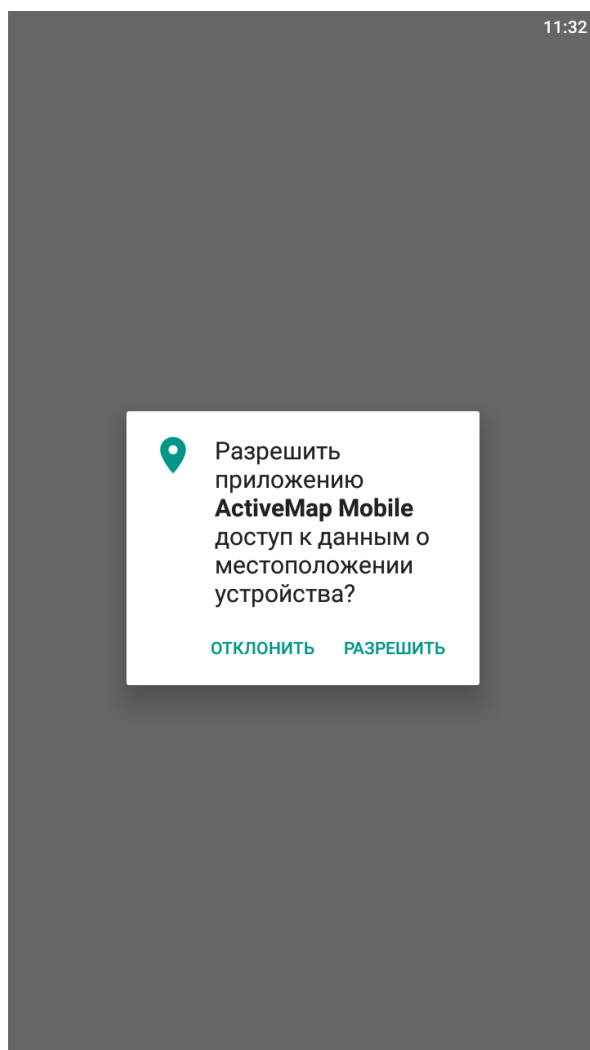 11:32
Разрешить
приложению
ActiveMap Mobile
доступ к данным о
местоположении
устройства?
ОТКЛОНИТЬ РАЗРЕШИТЬ